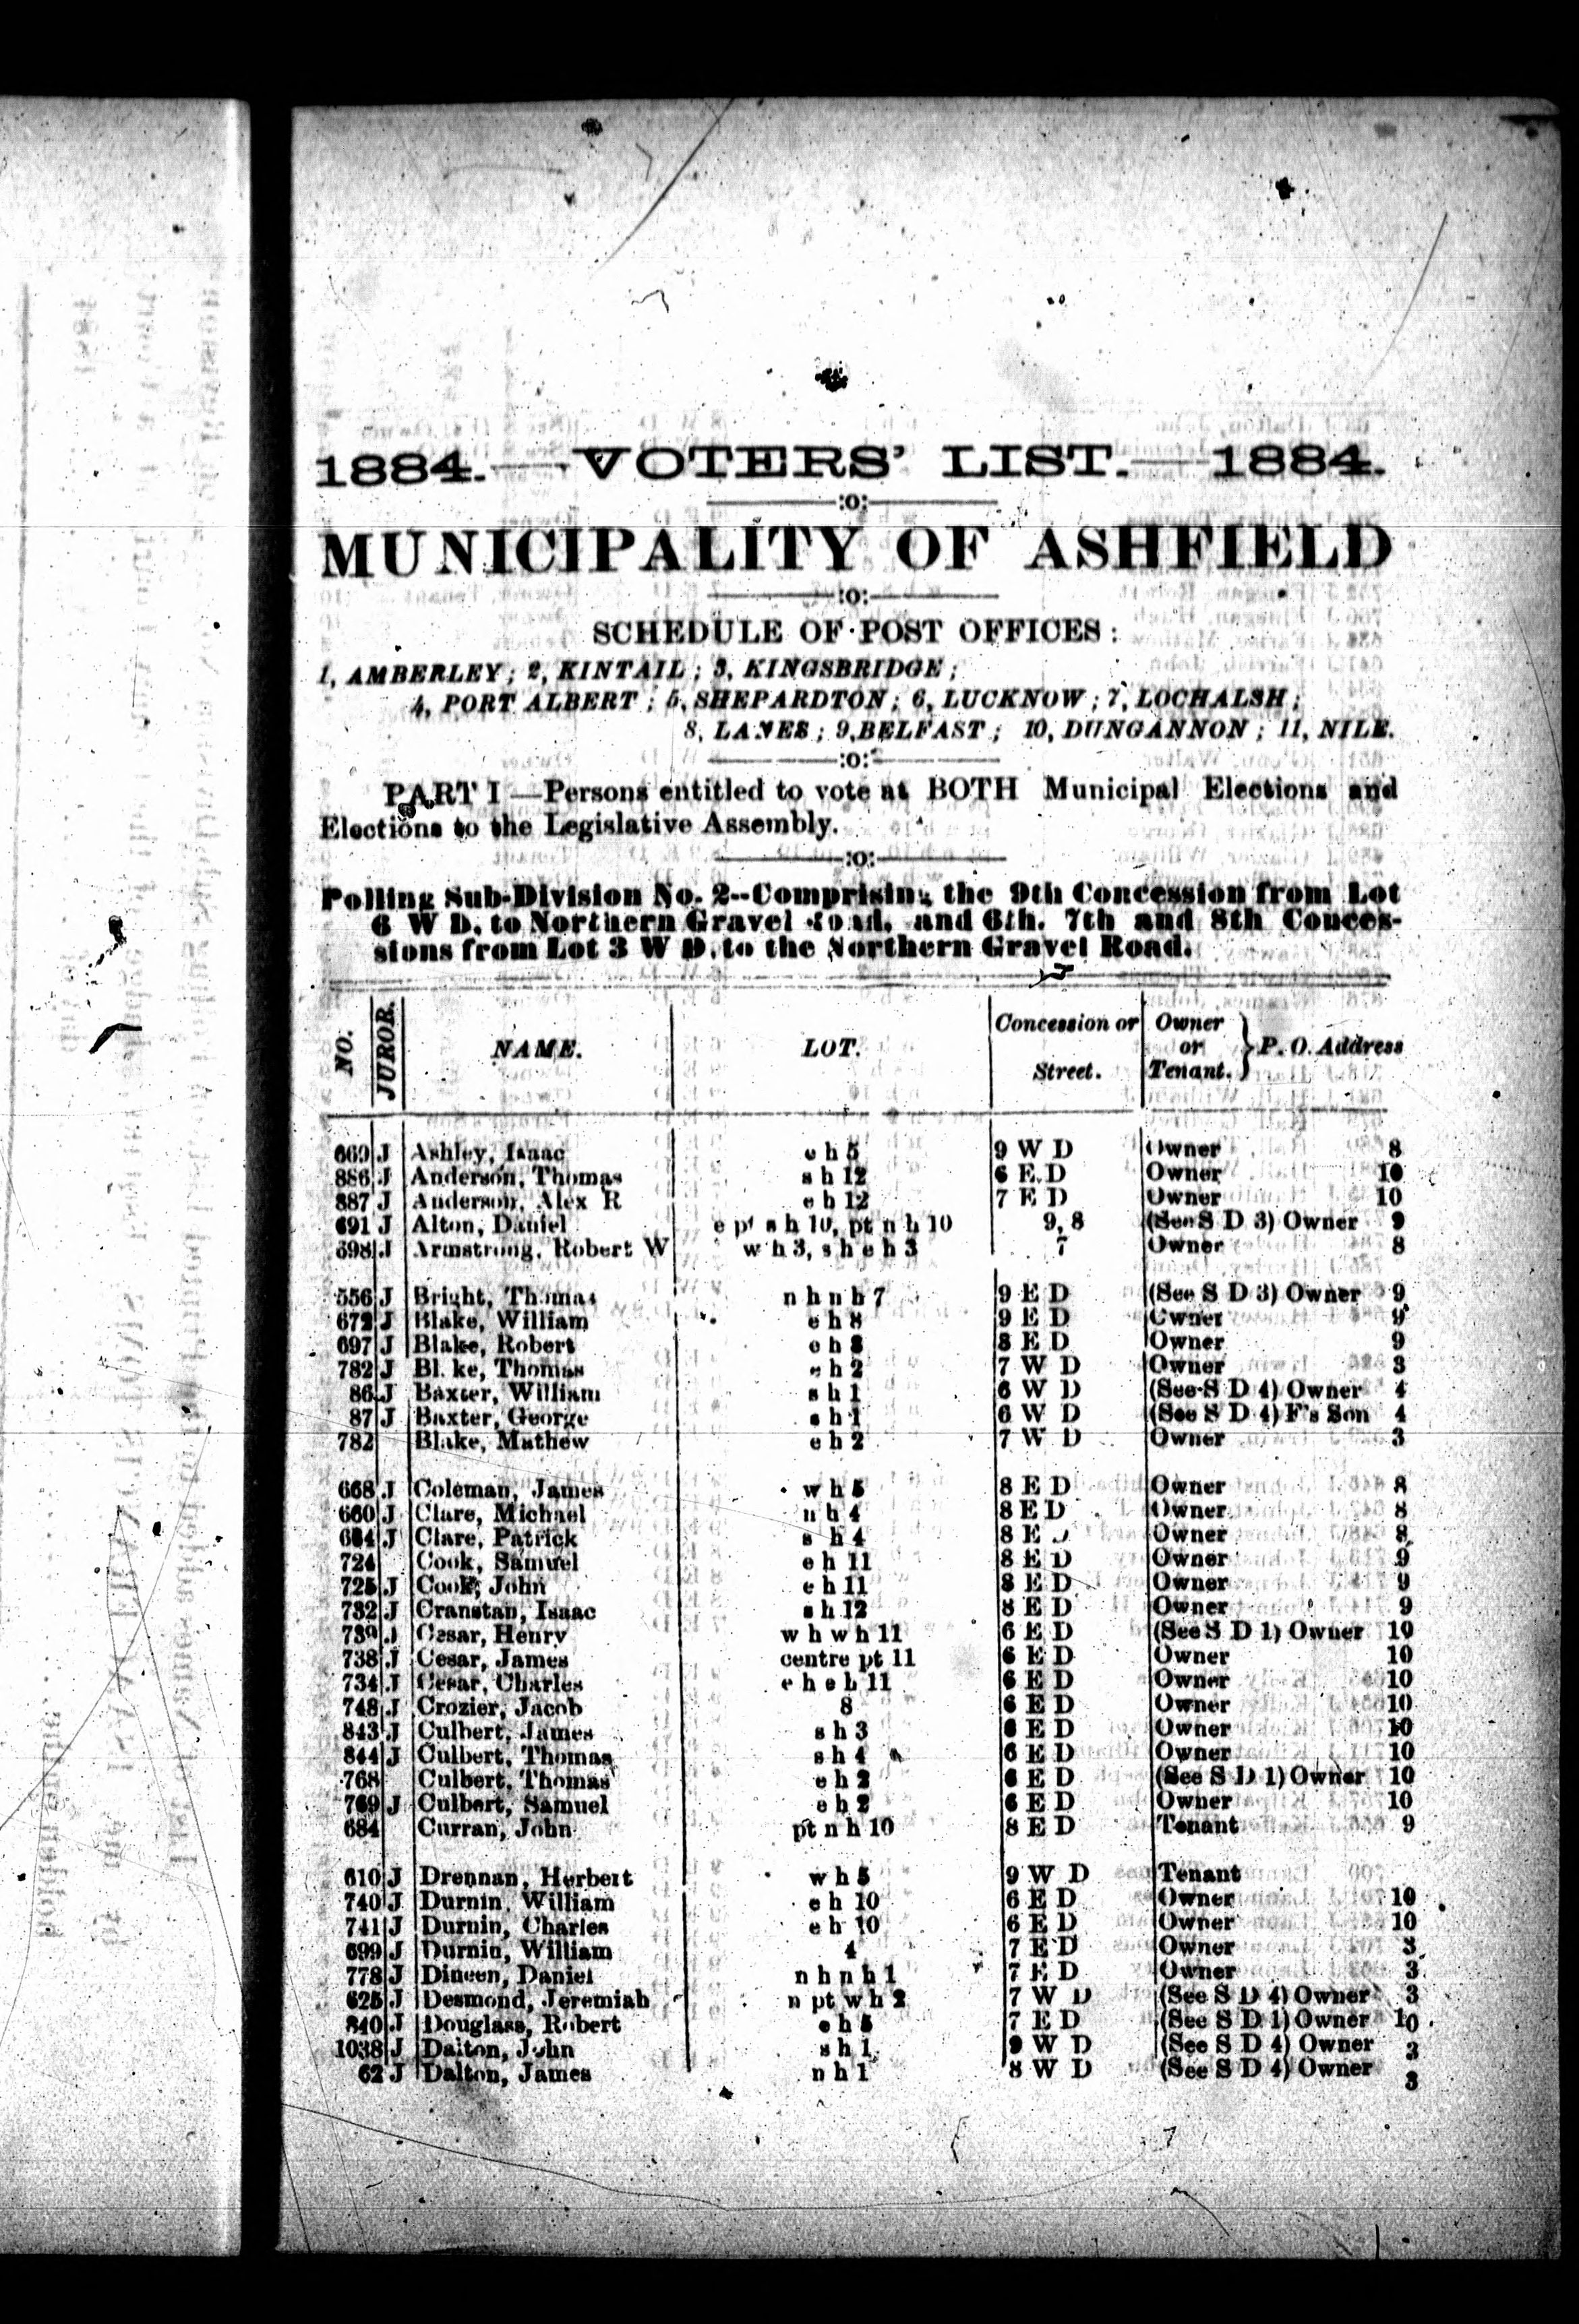 1884.—VOTERS' LIST.—1884.
:o:
MUNICIPALITY OF ASHFIELD
:o:
SCHEDULE OF POST OFFICES:
1, AMBERLEY; 2, KINTAIL; 3, KINGSBRIDGE;
4, PORT ALBERT; 5, SHEPARDTON; 6, LUCKNOW; 7, LOCHALSH;
8, LANES; 9, BELFAST; 10, DUNGANNON; 11, NILE.
:o:
PART I—Persons entitled to vote at BOTH Municipal Elections and
Elections to the Legislative Assembly.
:o:
Polling Sub-Division No. 2--Comprising the 9th Concession from Lot
6 W D, to Northern Gravel Road, and 6th, 7th and 8th Conces-
sions from Lot 3 W D, to the Northern Gravel Road.
NO. JUROR. NAME. LOT. Concession or Street. Owner or Tenant. P. O. Address
669 J Ashley, Isaac e h 5 9 W D Owner 8
886 J Anderson, Thomas s h 12 6 E D Owner 10
887 J Anderson, Alex R e h 12 7 E D Owner 10
691 J Alton, Daniel e pt s h 10, pt n h 10 9, 8 (See S D 3) Owner 9
598 J Armstrong, Robert W w h 3, s h e h 3 7 Owner 8
556 J Bright, Thomas n h n h 7 9 E D (See S D 3) Owner 9
672 J Blake, William e h 8 9 E D Owner 9
697 J Blake, Robert e h 8 8 E D Owner 9
782 J Bl ke, Thomas e h 2 7 W D Owner 3
86 J Baxter, William s h 1 6 W D (See S D 4) Owner 4
87 J Baxter, George s h 1 6 W D (See S D 4) F's Son 4
782 Blake, Mathew e h 2 7 W D Owner 3
668 J Coleman, James w h 5 8 E D Owner 8
660 J Clare, Michael n h 4 8 E D Owner 8
664 J Clare, Patrick s h 4 8 E D Owner 8
724 Cook, Samuel e h 11 8 E D Owner 9
725 J Cook, John e h 11 8 E D Owner 9
732 J Cranstan, Isaac s h 12 8 E D Owner 9
739 J Cesar, Henry w h w h 11 6 E D (See S D 1) Owner 10
738 J Cesar, James centre pt 11 6 E D Owner 10
734 J Cesar, Charles e h e h 11 6 E D Owner 10
748 J Crozier, Jacob 8 6 E D Owner 10
843 J Culbert, James s h 3 6 E D Owner 10
844 J Culbert, Thomas s h 4 6 E D Owner 10
768 Culbert, Thomas e h 2 6 E D (See S D 1) Owner 10
769 J Culbert, Samuel e h 2 6 E D Owner 10
684 Curran, John pt n h 10 8 E D Tenant 9
610 J Drennan, Herbert w h 5 9 W D Tenant
740 J Durnin, William e h 10 6 E D Owner 10
741 J Durnin, Charles e h 10 6 E D Owner 10
699 J Durnin, William 4 7 E D Owner 3
778 J Dineen, Daniel n h n h 1 7 E D Owner 3
625 J Desmond, Jeremiah n pt w h 2 7 W D (See S D 4) Owner 3
840 J Douglass, Robert e h 5 7 E D (See S D 1) Owner 10
1038 J Dalton, John s h 1 9 W D (See S D 4) Owner 3
62 J Dalton, James n h 1 8 W D (See S D 4) Owner 3